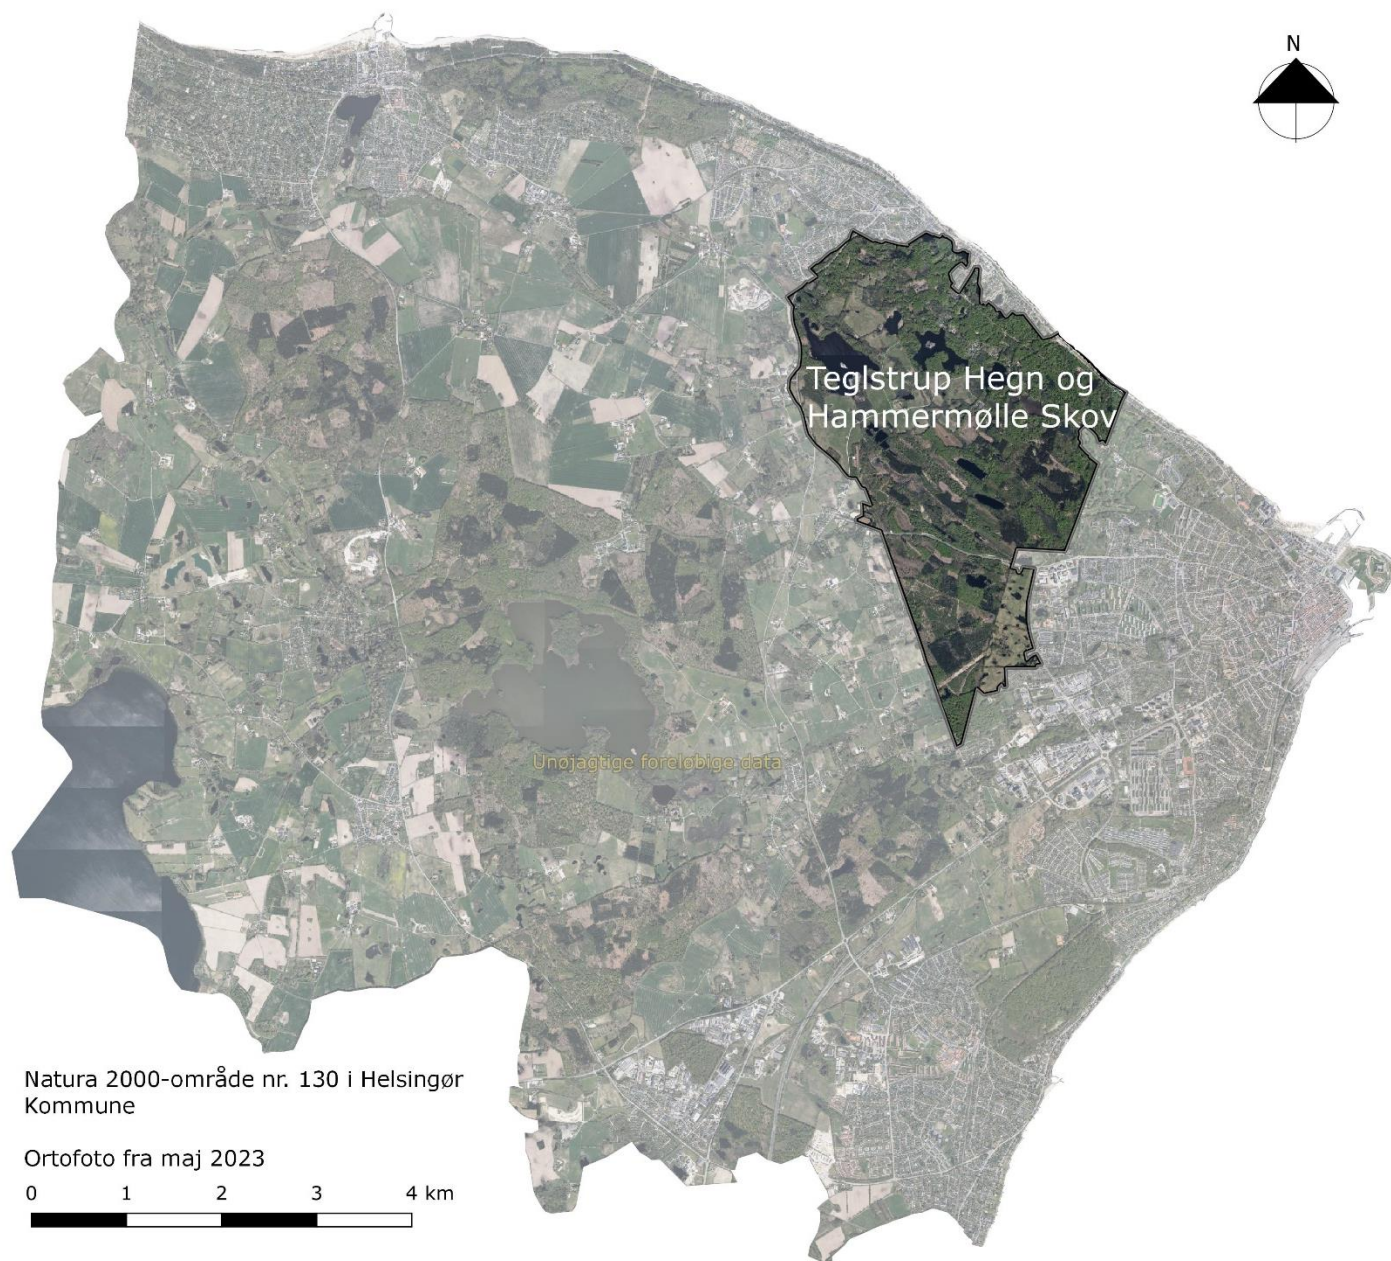 N
Teglstrup Hegn og
Hammermølle Skov
Unøjagtige foreløbige data
Natura 2000-område nr. 130 i Helsingør
Kommune
Ortofoto fra maj 2023
0 1 2 3 4 km